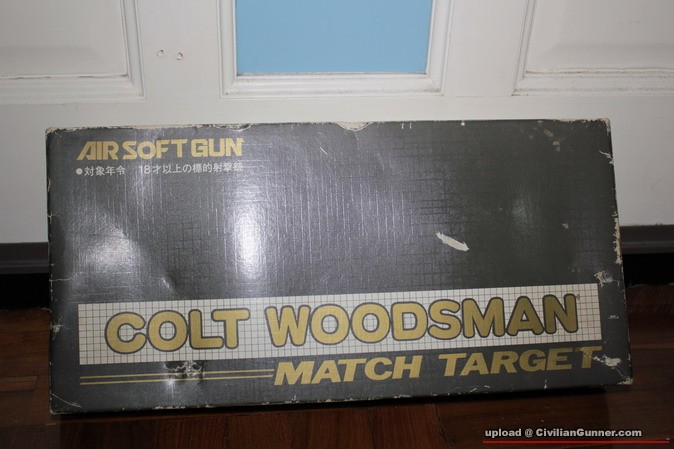 AIR SOFT GUN
●対象年令 18才以上の標的射撃祭
COLT WOODSMAN
MATCH TARGET
upload @ CivilianGunner.com